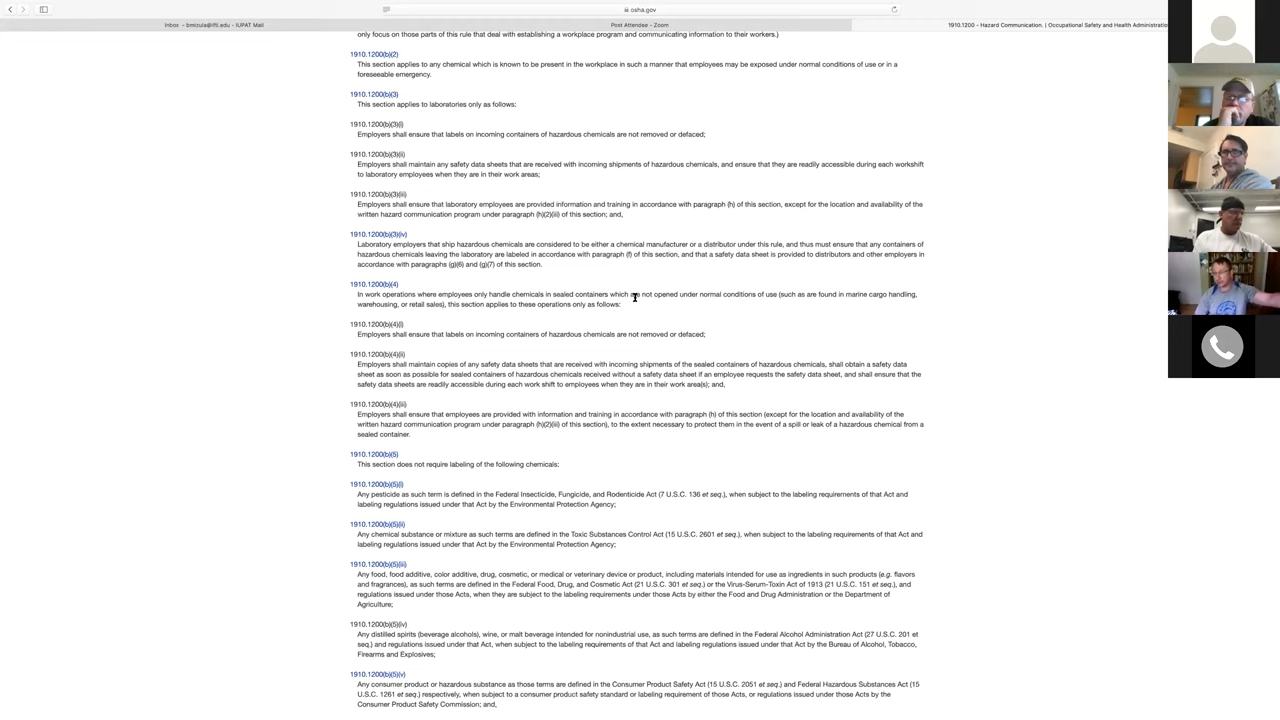 osha.gov
Inbox - bmizula@lftl.edu - IUPAT Mail
Post Attendee - Zoom
1910.1200 - Hazard Communication. | Occupational Safety and Health Administratio
only focus on those parts of this rule that deal with establishing a workplace program and communicating information to their workers.)
1910.1200(b)(2)
This section applies to any chemical which is known to be present in the workplace in such a manner that employees may be exposed under normal conditions of use or in a
foreseeable emergency.
1910.1200(b)(3)
This section applies to laboratories only as follows:
1910.1200(b)(3)(i)
Employers shall ensure that labels on incoming containers of hazardous chemicals are not removed or defaced;
1910.1200(b)(3)(ii)
Employers shall maintain any safety data sheets that are received with incoming shipments of hazardous chemicals, and ensure that they are readily accessible during each workshift
to laboratory employees when they are in their work areas;
1910.1200(b)(3)(iii)
Employers shall ensure that laboratory employees are provided information and training in accordance with paragraph (h) of this section, except for the location and availability of the
written hazard communication program under paragraph (h)(2)(iii) of this section; and,
1910.1200(b)(3)(iv)
Laboratory employers that ship hazardous chemicals are considered to be either a chemical manufacturer or a distributor under this rule, and thus must ensure that any containers of
hazardous chemicals leaving the laboratory are labeled in accordance with paragraph (f) of this section, and that a safety data sheet is provided to distributors and other employers in
accordance with paragraphs (g)(6) and (g)(7) of this section.
1910.1200(b)(4)
In work operations where employees only handle chemicals in sealed containers which are not opened under normal conditions of use (such as are found in marine cargo handling,
warehousing, or retail sales), this section applies to these operations only as follows:
1910.1200(b)(4)(i)
Employers shall ensure that labels on incoming containers of hazardous chemicals are not removed or defaced;
1910.1200(b)(4)(ii)
Employers shall maintain copies of any safety data sheets that are received with incoming shipments of the sealed containers of hazardous chemicals, shall obtain a safety data
sheet as soon as possible for sealed containers of hazardous chemicals received without a safety data sheet if an employee requests the safety data sheet, and shall ensure that the
safety data sheets are readily accessible during each work shift to employees when they are in their work area(s); and,
1910.1200(b)(4)(iii)
Employers shall ensure that employees are provided with information and training in accordance with paragraph (h) of this section (except for the location and availability of the
written hazard communication program under paragraph (h)(2)(iii) of this section), to the extent necessary to protect them in the event of a spill or leak of a hazardous chemical from a
sealed container.
1910.1200(b)(5)
This section does not require labeling of the following chemicals:
1910.1200(b)(5)(i)
Any pesticide as such term is defined in the Federal Insecticide, Fungicide, and Rodenticide Act (7 U.S.C. 136 et seq.), when subject to the labeling requirements of that Act and
labeling regulations issued under that Act by the Environmental Protection Agency;
1910.1200(b)(5)(ii)
Any chemical substance or mixture as such terms are defined in the Toxic Substances Control Act (15 U.S.C. 2601 et seq.), when subject to the labeling requirements of that Act and
labeling regulations issued under that Act by the Environmental Protection Agency;
1910.1200(b)(5)(iii)
Any food, food additive, color additive, drug, cosmetic, or medical or veterinary device or product, including materials intended for use as ingredients in such products (e.g. flavors
and fragrances), as such terms are defined in the Federal Food, Drug, and Cosmetic Act (21 U.S.C. 301 et seq.) or the Virus-Serum-Toxin Act of 1913 (21 U.S.C. 151 et seq.), and
regulations issued under those Acts, when they are subject to the labeling requirements under those Acts by either the Food and Drug Administration or the Department of
Agriculture;
1910.1200(b)(5)(iv)
Any distilled spirits (beverage alcohols), wine, or malt beverage intended for nonindustrial use, as such terms are defined in the Federal Alcohol Administration Act (27 U.S.C. 201 et
seq.) and regulations issued under that Act, when subject to the labeling requirements of that Act and labeling regulations issued under that Act by the Bureau of Alcohol, Tobacco,
Firearms and Explosives;
1910.1200(b)(5)(v)
Any consumer product or hazardous substance as those terms are defined in the Consumer Product Safety Act (15 U.S.C. 2051 et seq.) and Federal Hazardous Substances Act (15
U.S.C. 1261 et seq.) respectively, when subject to a consumer product safety standard or labeling requirement of those Acts, or regulations issued under those Acts by the
Consumer Product Safety Commission; and,